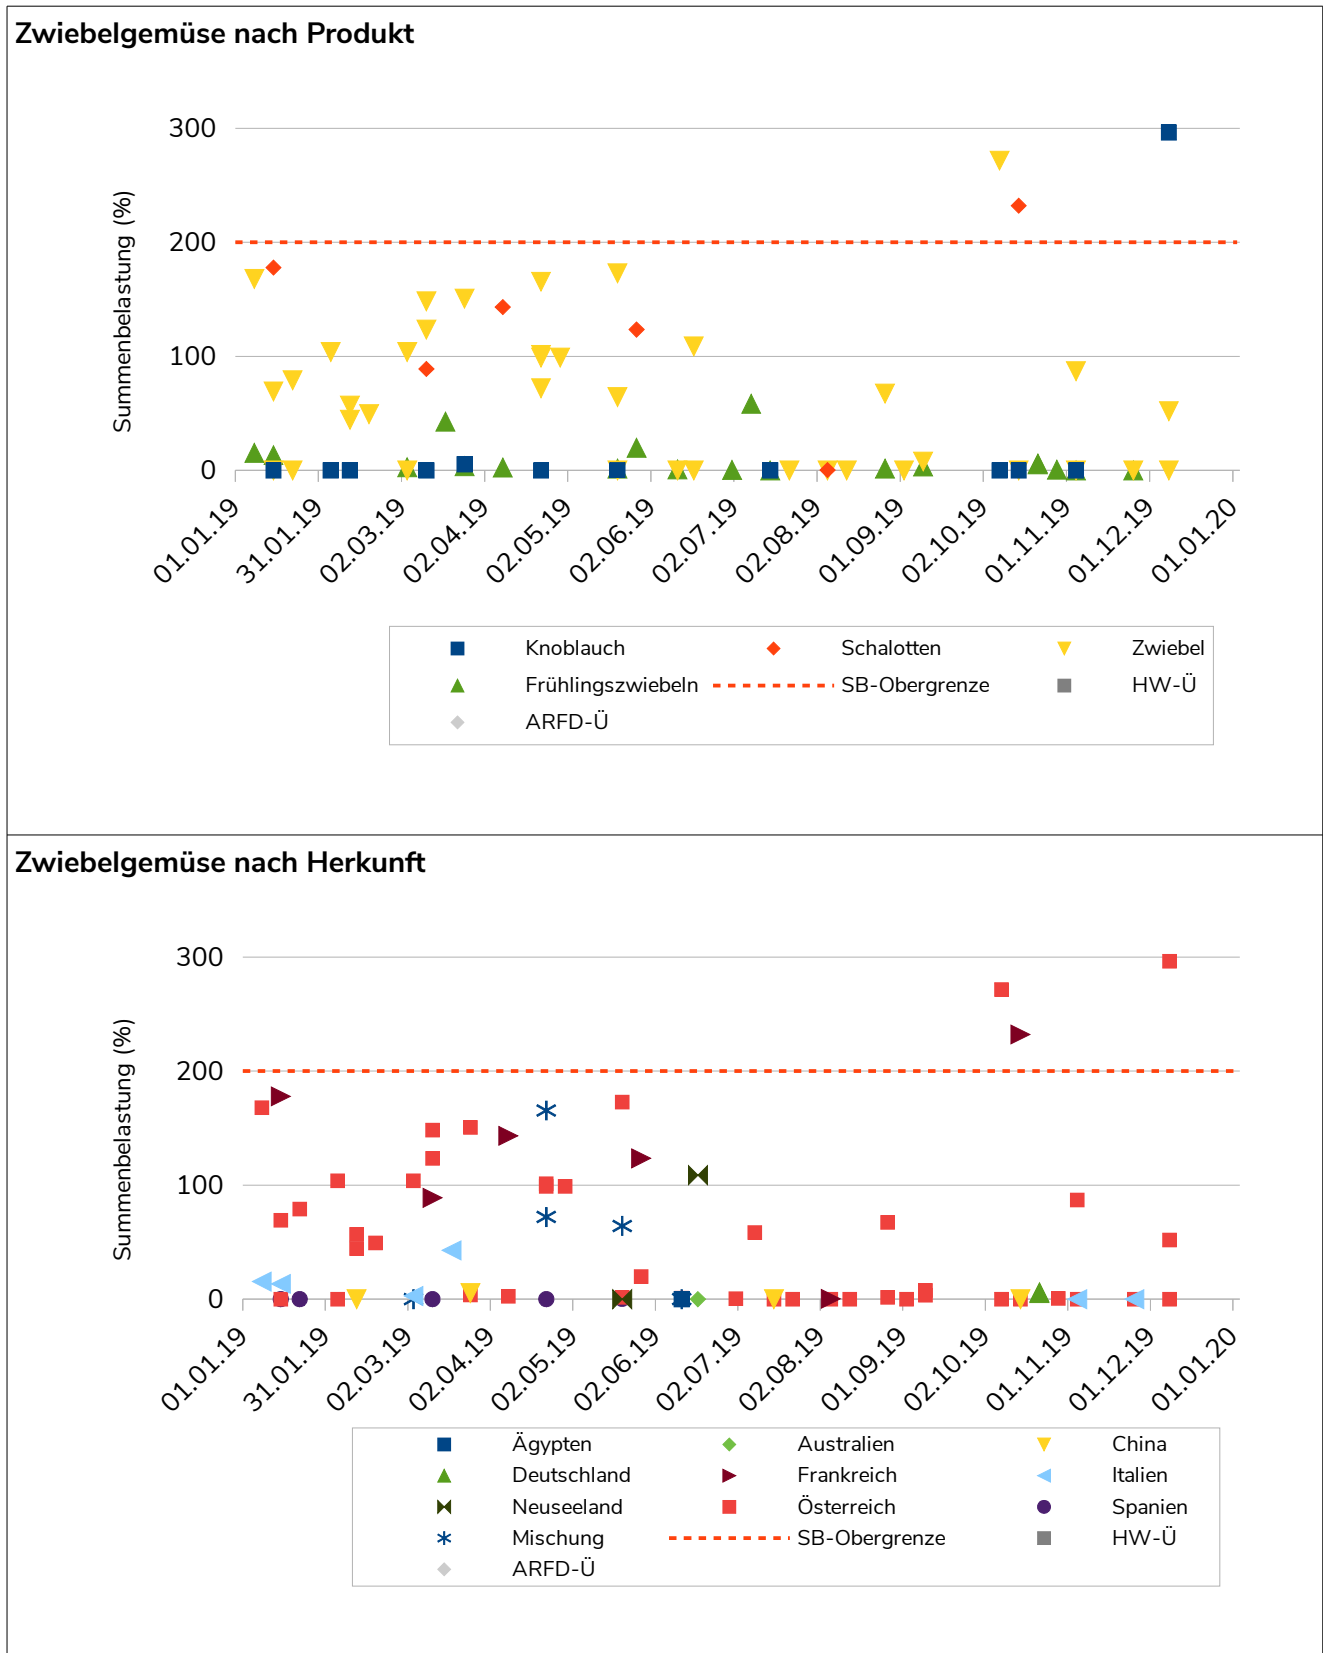 Zwiebelgemüse nach Produkt
300
200
100
0
Summenbelastung (%)
01.01.19 31.01.19 02.03.19 02.04.19 02.05.19 02.06.19 02.07.19 02.08.19 01.09.19 02.10.19 01.11.19 01.12.19 01.01.20
Knoblauch Schalotten Zwiebel
Frühlingszwiebeln SB-Obergrenze HW-Ü
ARFD-Ü
Zwiebelgemüse nach Herkunft
300
200
100
0
Summenbelastung (%)
01.01.19 31.01.19 02.03.19 02.04.19 02.05.19 02.06.19 02.07.19 02.08.19 01.09.19 02.10.19 01.11.19 01.12.19 01.01.20
Ägypten Australien China
Deutschland Frankreich Italien
Neuseeland Österreich Spanien
Mischung SB-Obergrenze HW-Ü
ARFD-Ü